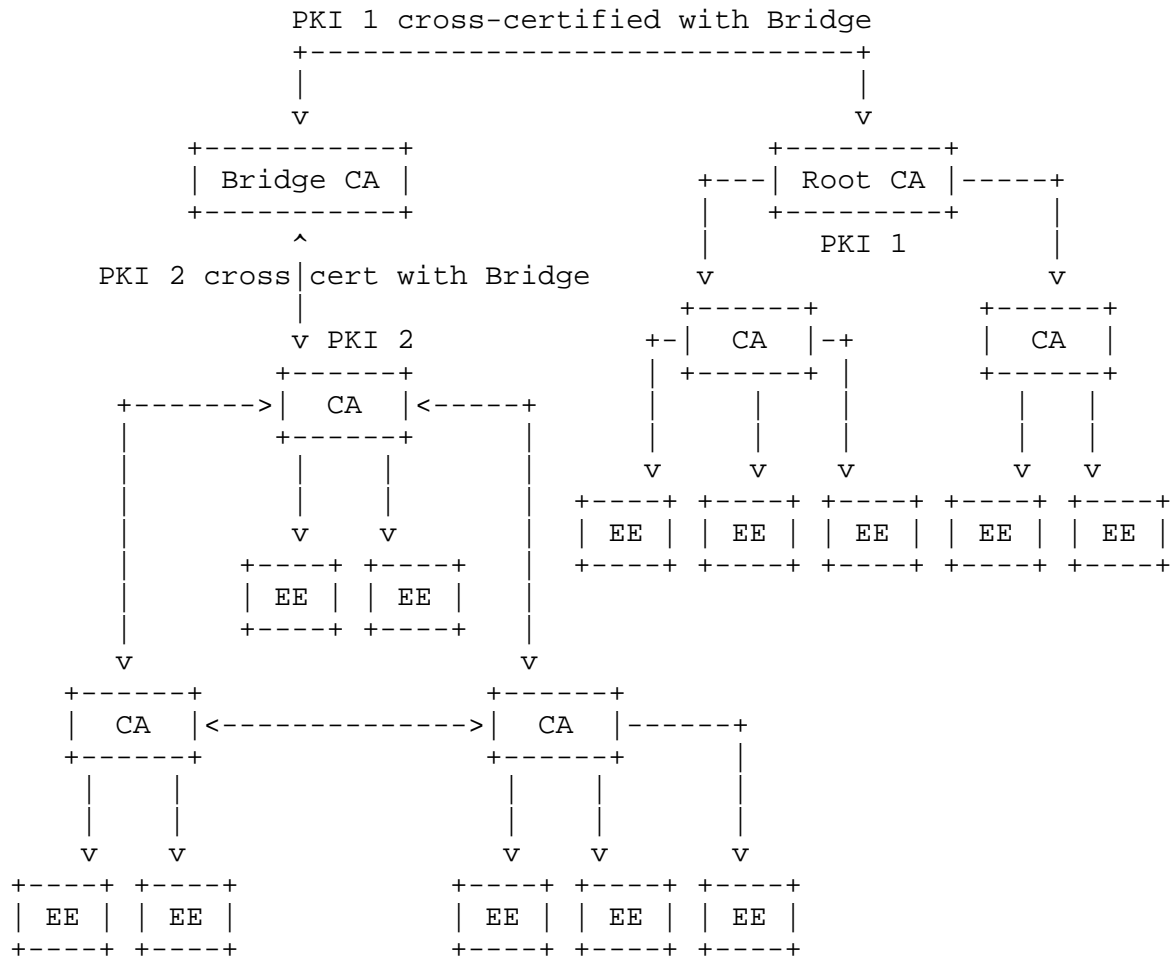 PKI 1 cross-certified with Bridge
Bridge CA
Root CA
PKI 1
PKI 2 cross cert with Bridge
PKI 2
CA CA
CA
EE EE EE EE EE
EE EE
CA CA
EE EE EE EE EE